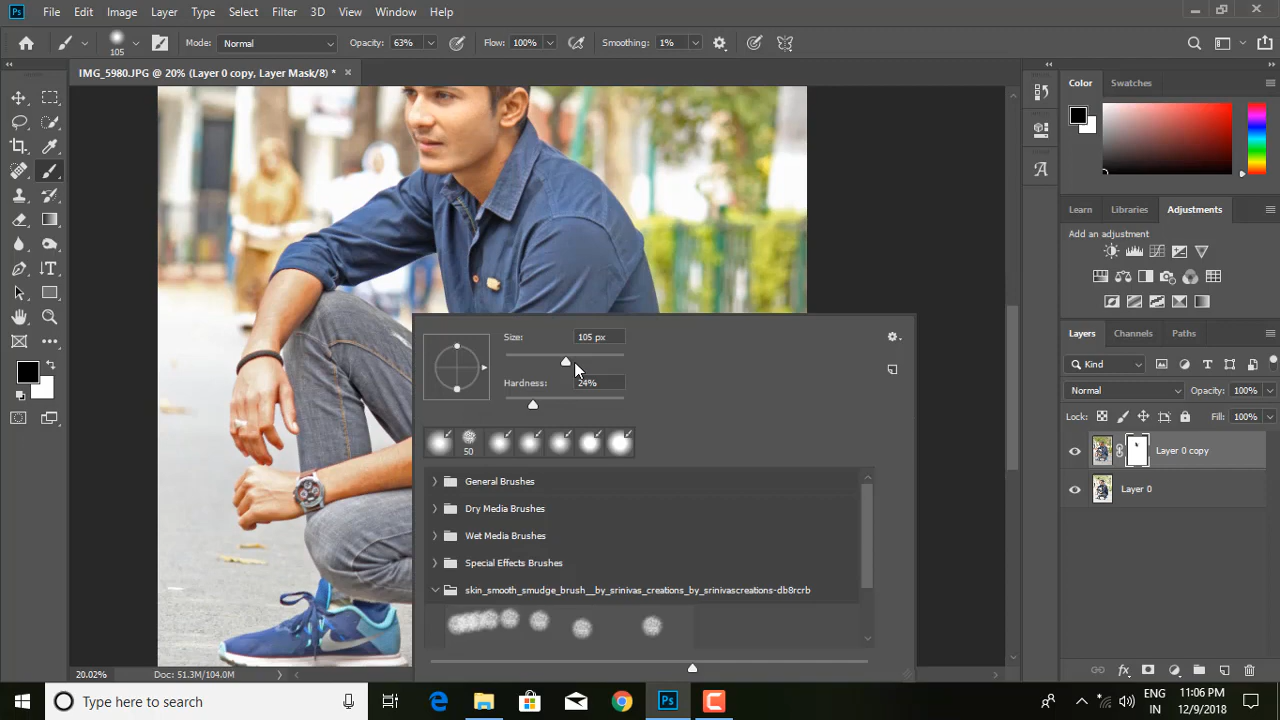 Ps File Edit Image Layer Type Select Filter 3D View Window Help
105 Mode: Normal Opacity: 63% Flow: 100% Smoothing: 1%
IMG_5980.JPG @ 20% (Layer 0 copy, Layer Mask/8) *
Color Swatches
Learn Libraries Adjustments
Add an adjustment
Layers Channels Paths
Kind
Normal Opacity: 100%
Lock: Fill: 100%
Layer 0 copy
Layer 0
Size: 105 px
Hardness: 24%
50
General Brushes
Dry Media Brushes
Wet Media Brushes
Special Effects Brushes
skin_smooth_smudge_brush__by_srinivas_creations_by_srinivascreations-db8rcrb
20.02% Doc: 51.3M/104.0M
Type here to search
Ps
ENG
IN
11:06 PM
12/9/2018